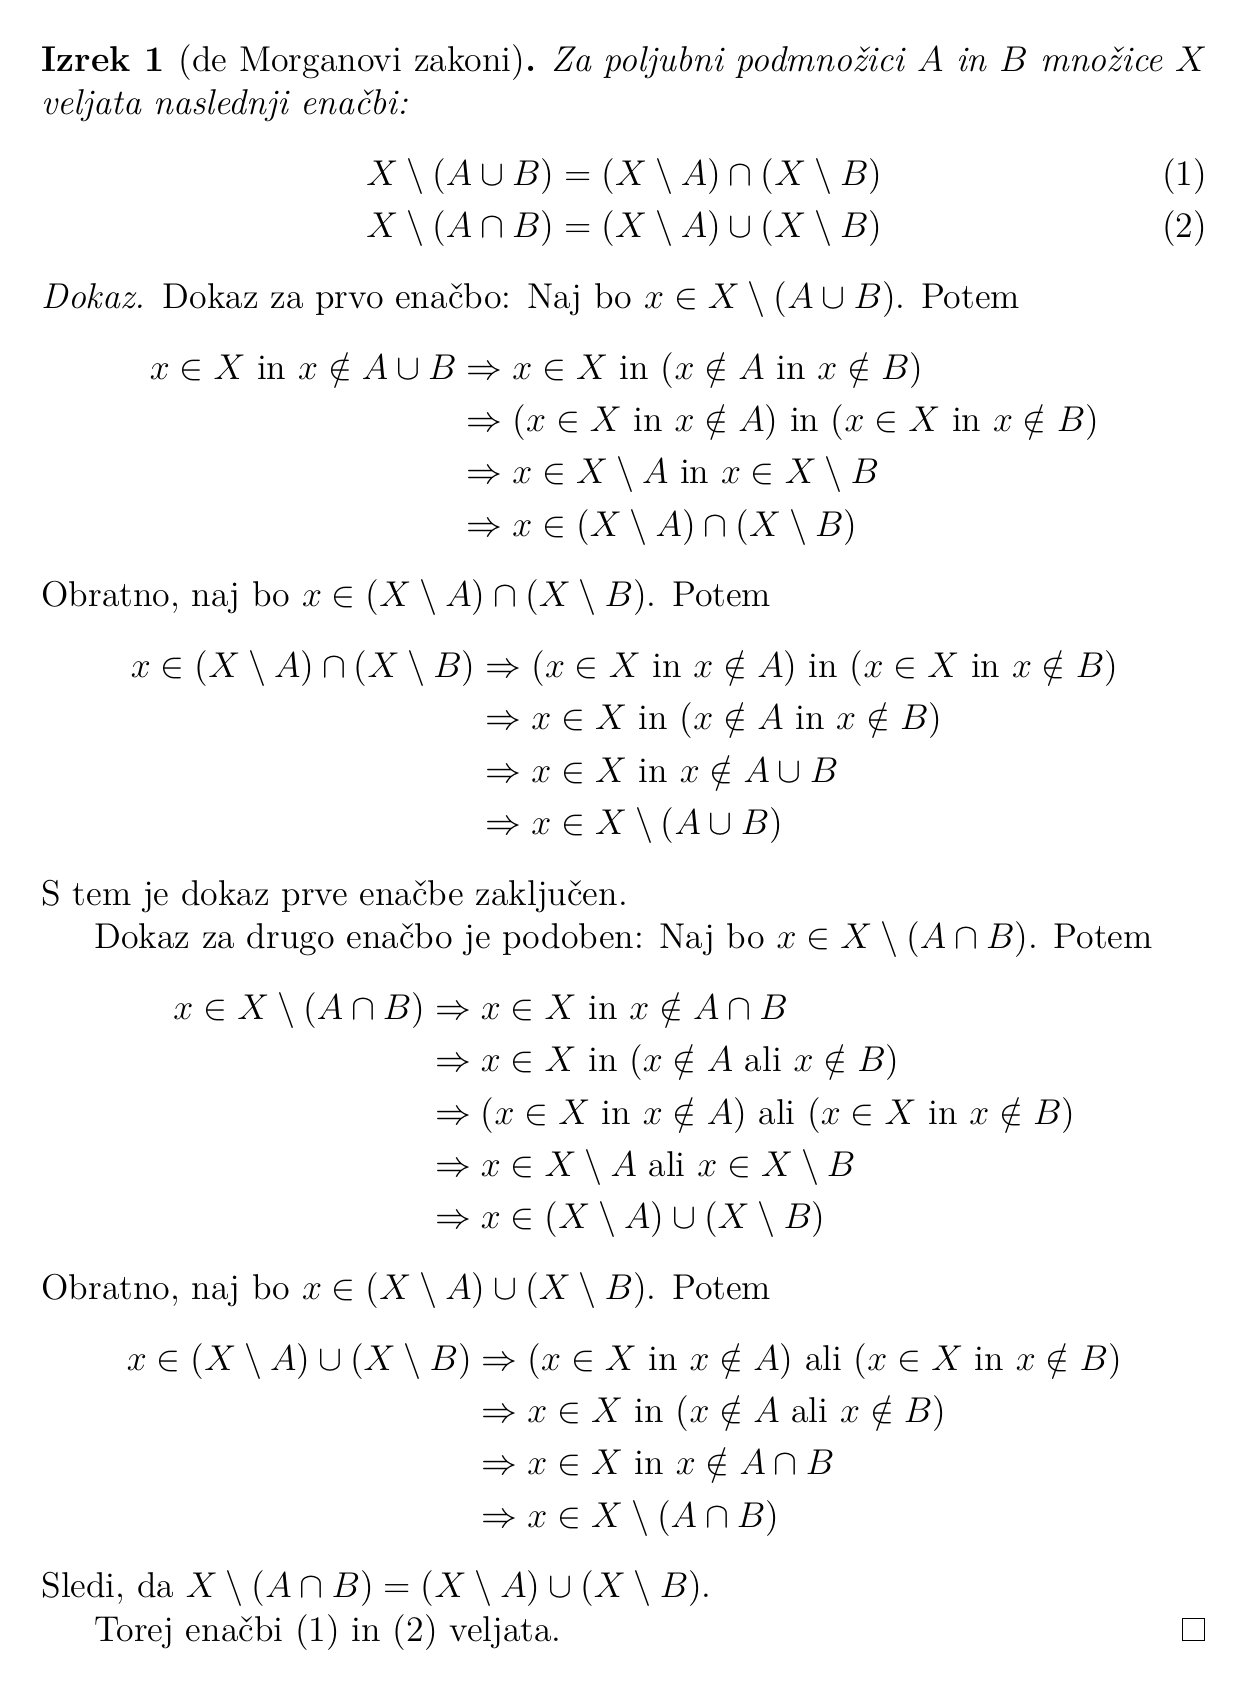 Izrek 1 (de Morganovi zakoni). Za poljubni podmnožici A in B množice X
veljata naslednji enačbi:
X \ (A ∪ B) = (X \ A) ∩ (X \ B) (1)
X \ (A ∩ B) = (X \ A) ∪ (X \ B) (2)
Dokaz. Dokaz za prvo enačbo: Naj bo x ∈ X \ (A ∪ B). Potem
x ∈ X in x ∉ A ∪ B ⇒ x ∈ X in (x ∉ A in x ∉ B)
⇒ (x ∈ X in x ∉ A) in (x ∈ X in x ∉ B)
⇒ x ∈ X \ A in x ∈ X \ B
⇒ x ∈ (X \ A) ∩ (X \ B)
Obratno, naj bo x ∈ (X \ A) ∩ (X \ B). Potem
x ∈ (X \ A) ∩ (X \ B) ⇒ (x ∈ X in x ∉ A) in (x ∈ X in x ∉ B)
⇒ x ∈ X in (x ∉ A in x ∉ B)
⇒ x ∈ X in x ∉ A ∪ B
⇒ x ∈ X \ (A ∪ B)
S tem je dokaz prve enačbe zaključen.
Dokaz za drugo enačbo je podoben: Naj bo x ∈ X \ (A ∩ B). Potem
x ∈ X \ (A ∩ B) ⇒ x ∈ X in x ∉ A ∩ B
⇒ x ∈ X in (x ∉ A ali x ∉ B)
⇒ (x ∈ X in x ∉ A) ali (x ∈ X in x ∉ B)
⇒ x ∈ X \ A ali x ∈ X \ B
⇒ x ∈ (X \ A) ∪ (X \ B)
Obratno, naj bo x ∈ (X \ A) ∪ (X \ B). Potem
x ∈ (X \ A) ∪ (X \ B) ⇒ (x ∈ X in x ∉ A) ali (x ∈ X in x ∉ B)
⇒ x ∈ X in (x ∉ A ali x ∉ B)
⇒ x ∈ X in x ∉ A ∩ B
⇒ x ∈ X \ (A ∩ B)
Sledi, da X \ (A ∩ B) = (X \ A) ∪ (X \ B).
Torej enačbi (1) in (2) veljata. □